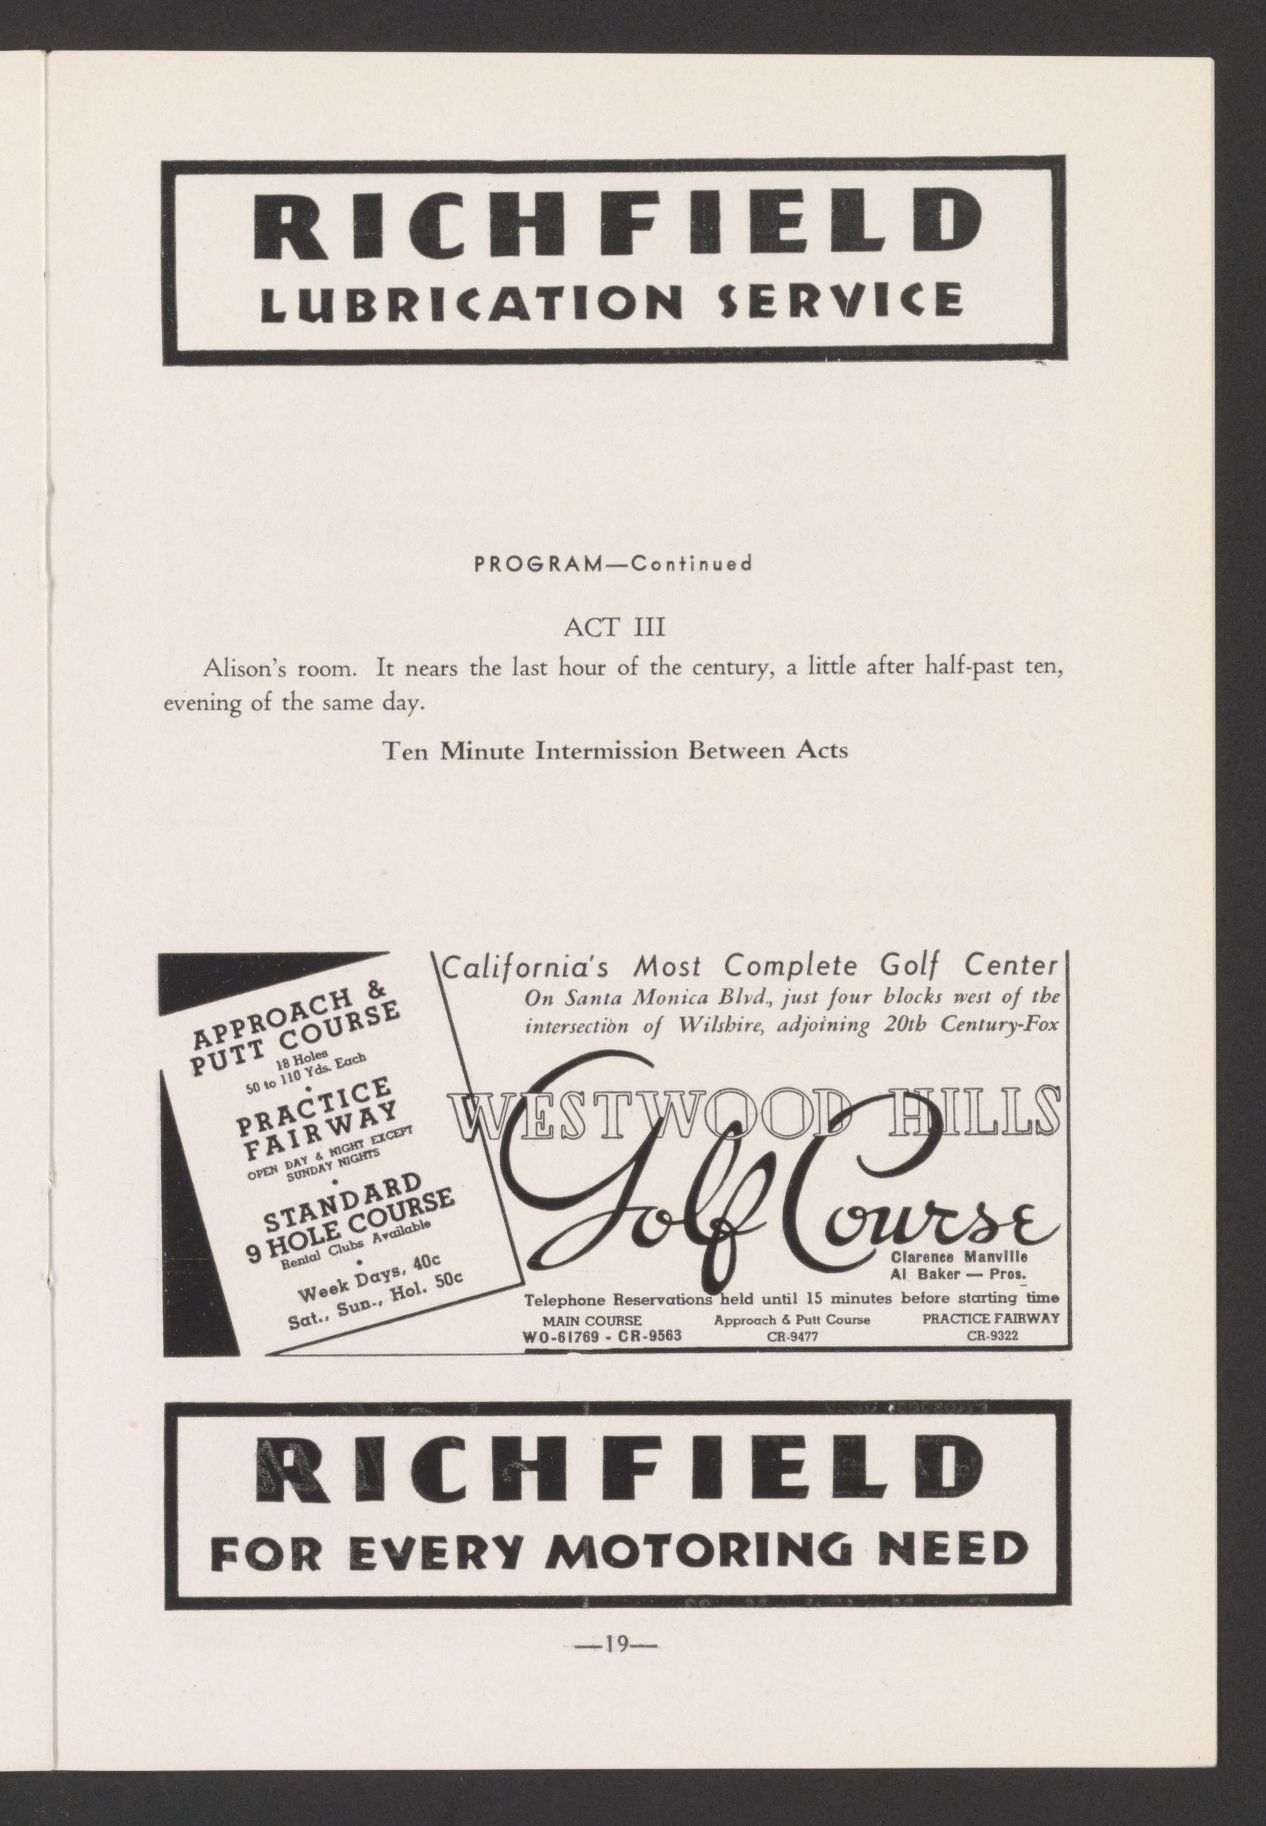 RICHFIELD
LUBRICATION SERVICE
PROGRAM—Continued
ACT III
Alison's room. It nears the last hour of the century, a little after half-past ten,
evening of the same day.
Ten Minute Intermission Between Acts
APPROACH &
PUTT COURSE
18 Holes
50 to 110 Yds. Each
PRACTICE
FAIRWAY
OPEN DAY & NIGHT EXCEPT
SUNDAY NIGHTS
STANDARD
9 HOLE COURSE
Rental Clubs Available
Week Days, 40c
Sat., Sun., Hol. 50c
California's Most Complete Golf Center
On Santa Monica Blvd., just four blocks west of the
intersection of Wilshire, adjoining 20th Century-Fox
WESTWOOD HILLS
Golf Course
Clarence Manville
Al Baker — Pros.
Telephone Reservations held until 15 minutes before starting time
MAIN COURSE Approach & Putt Course PRACTICE FAIRWAY
WO-61769 - CR-9563 CR-9477 CR-9322
RICHFIELD
FOR EVERY MOTORING NEED
—19—